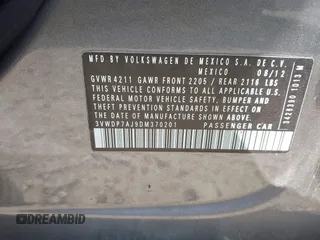 MFD. BY VOLKSWAGEN DE MEXICO S.A. DE C.V.
MEXICO 08/12
GVWR 4211 GAWR FRONT 2205 / REAR 2116 LBS
THIS VEHICLE CONFORMS TO ALL APPLICABLE
FEDERAL MOTOR VEHICLE SAFETY,
BUMPER AND THEFT PREVENTION STANDARDS IN EFFECT ON
THE DATE OF MANUFACTURE SHOWN ABOVE.
3VWDP7AJ9DM370201 PASSENGER CAR
1013 M
DREAMBID